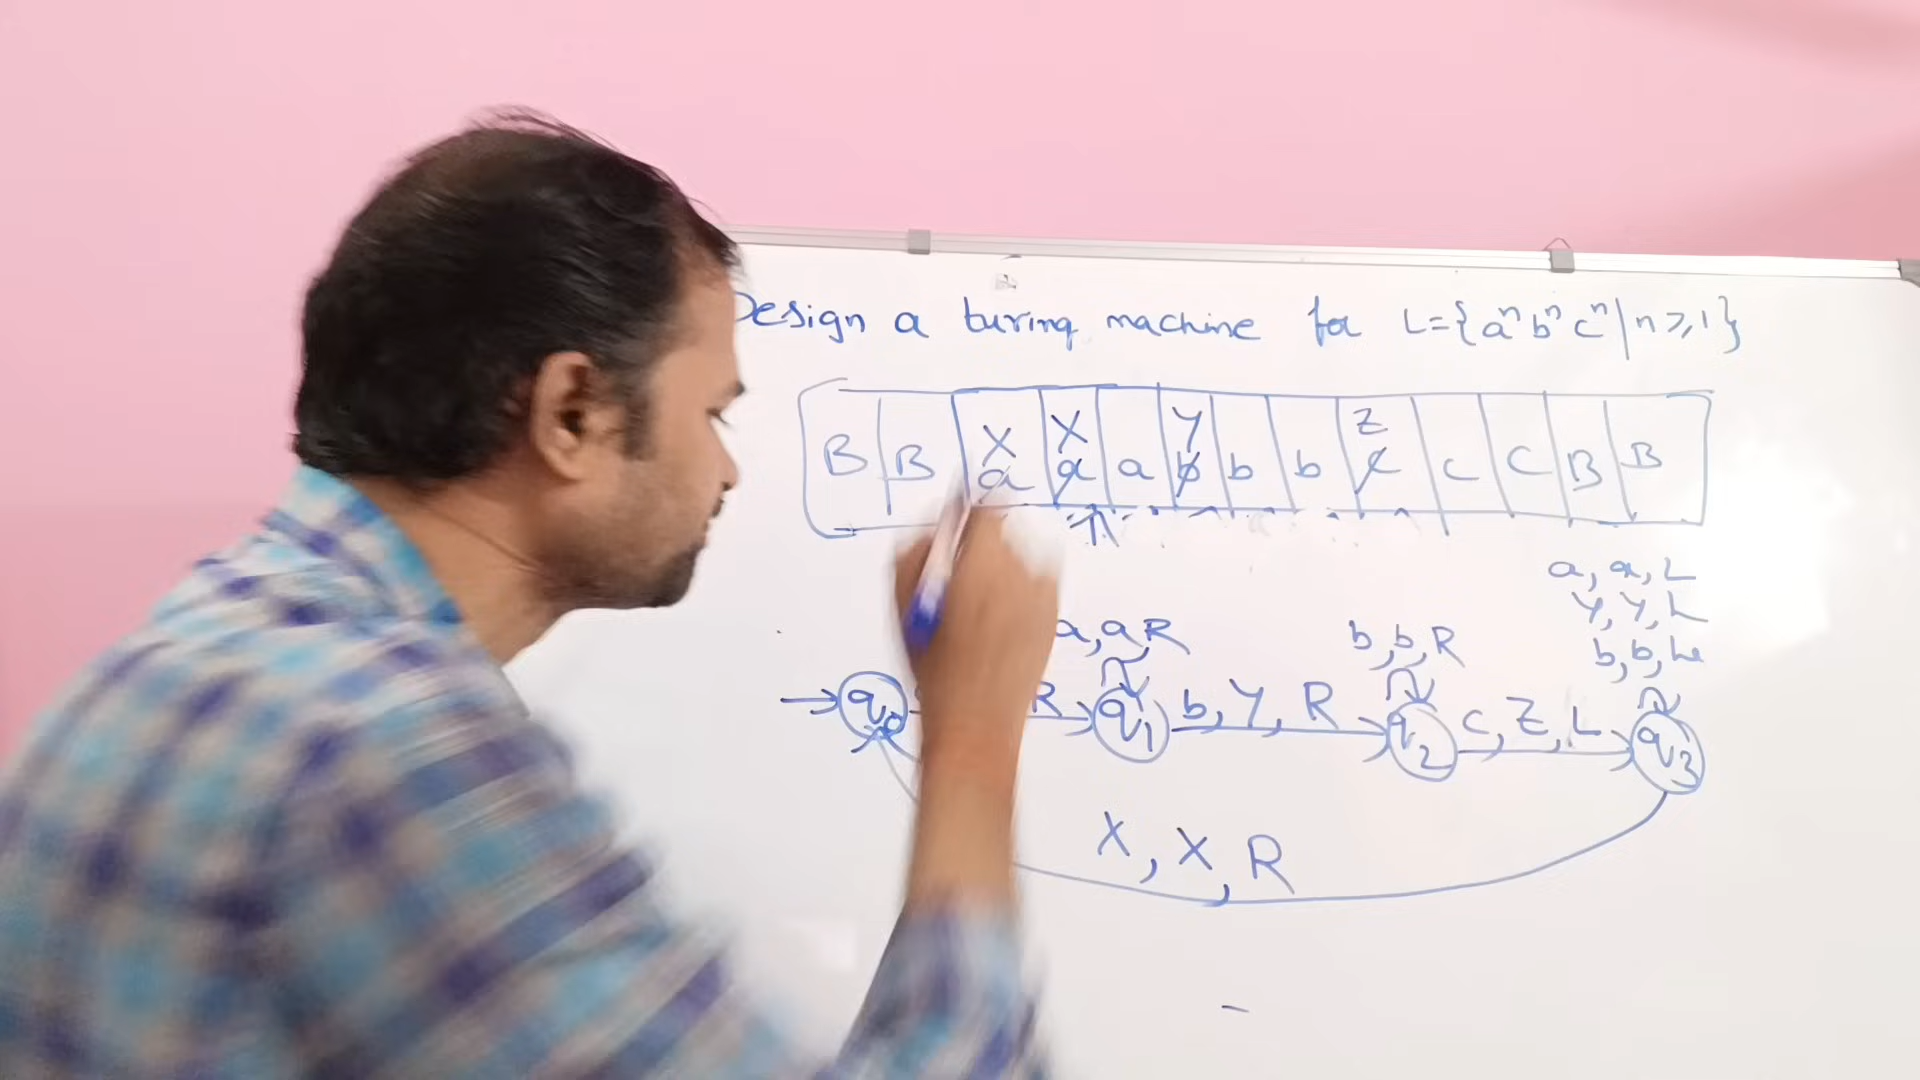 Design a turing machine for L={aⁿbⁿcⁿ|n≥1}
X X Y Z
B B a a a b b b c c c B B
a, a, L
Y, Y, L
a,a,R b,b,R b,b,L
q₀ R q₁ b, Y, R q₂ c, Z, L q₃
X, X, R